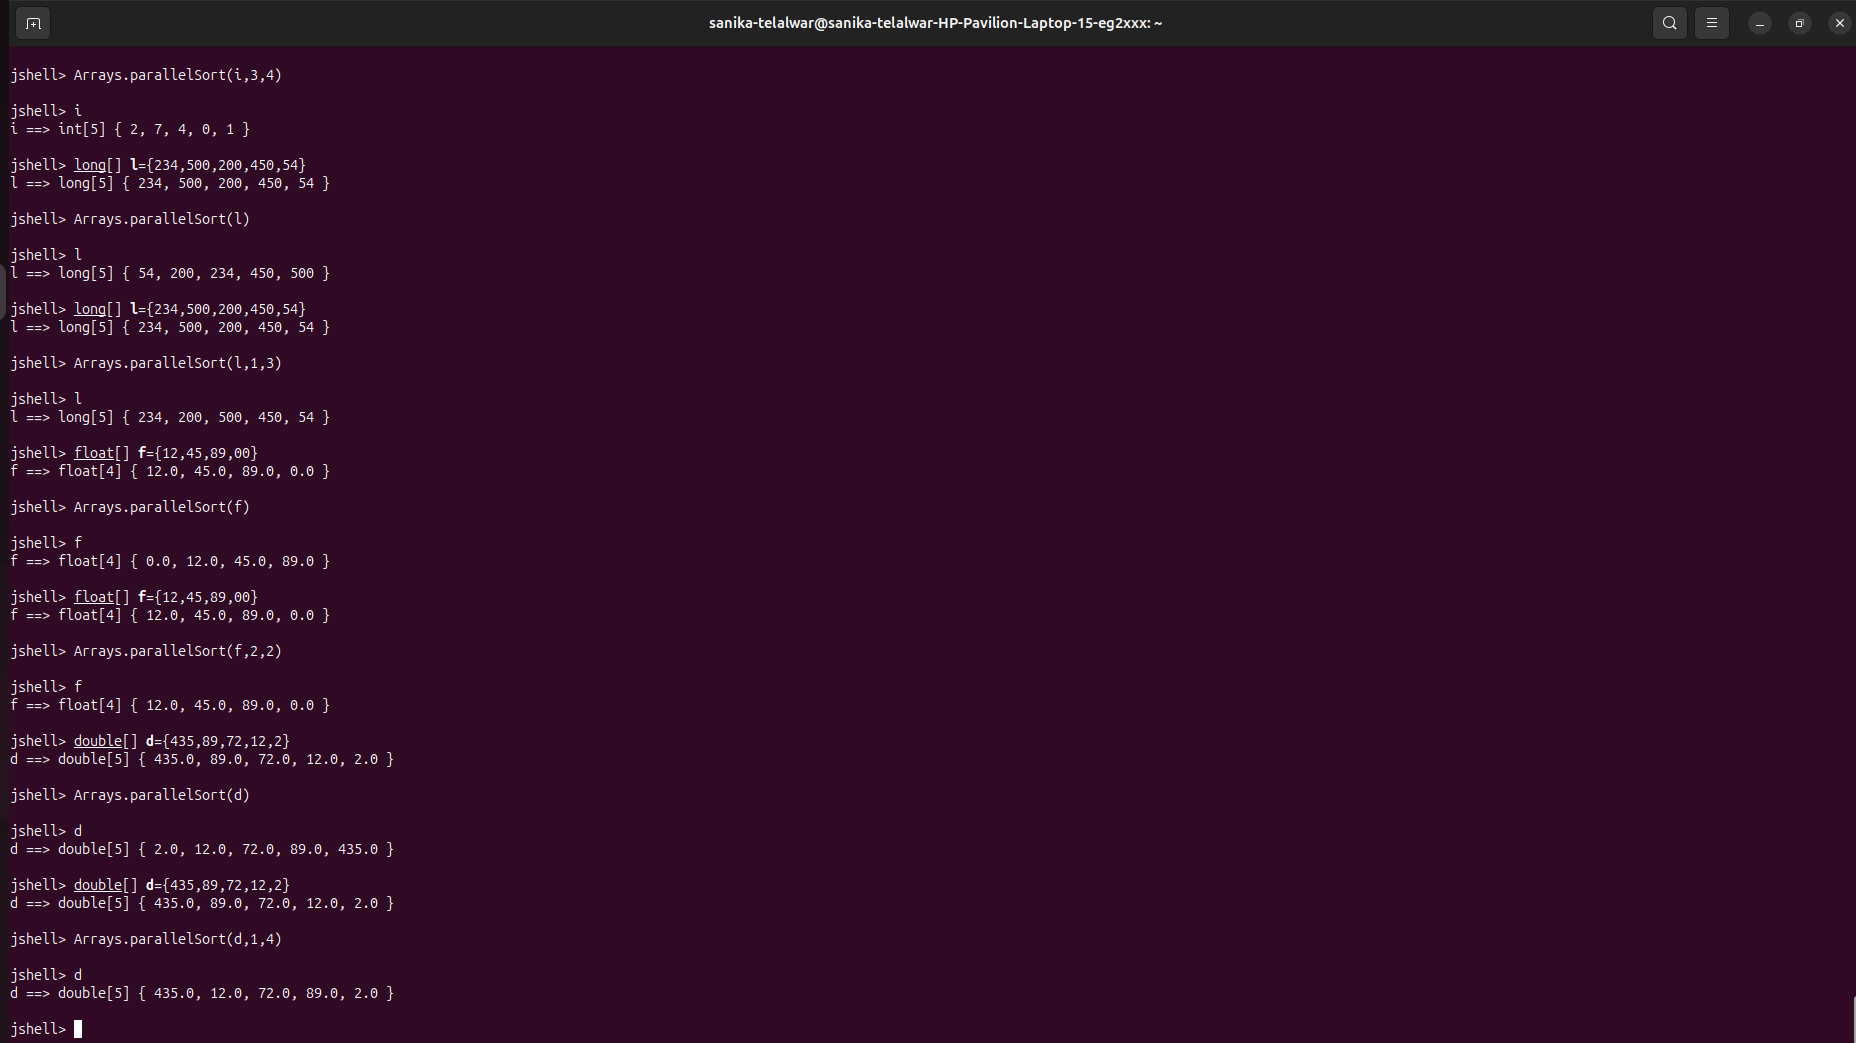 sanika-telalwar@sanika-telalwar-HP-Pavilion-Laptop-15-eg2xxx: ~
jshell> Arrays.parallelSort(i,3,4)
jshell> i
i ==> int[5] { 2, 7, 4, 0, 1 }
jshell> long[] l={234,500,200,450,54}
l ==> long[5] { 234, 500, 200, 450, 54 }
jshell> Arrays.parallelSort(l)
jshell> l
l ==> long[5] { 54, 200, 234, 450, 500 }
jshell> long[] l={234,500,200,450,54}
l ==> long[5] { 234, 500, 200, 450, 54 }
jshell> Arrays.parallelSort(l,1,3)
jshell> l
l ==> long[5] { 234, 200, 500, 450, 54 }
jshell> float[] f={12,45,89,00}
f ==> float[4] { 12.0, 45.0, 89.0, 0.0 }
jshell> Arrays.parallelSort(f)
jshell> f
f ==> float[4] { 0.0, 12.0, 45.0, 89.0 }
jshell> float[] f={12,45,89,00}
f ==> float[4] { 12.0, 45.0, 89.0, 0.0 }
jshell> Arrays.parallelSort(f,2,2)
jshell> f
f ==> float[4] { 12.0, 45.0, 89.0, 0.0 }
jshell> double[] d={435,89,72,12,2}
d ==> double[5] { 435.0, 89.0, 72.0, 12.0, 2.0 }
jshell> Arrays.parallelSort(d)
jshell> d
d ==> double[5] { 2.0, 12.0, 72.0, 89.0, 435.0 }
jshell> double[] d={435,89,72,12,2}
d ==> double[5] { 435.0, 89.0, 72.0, 12.0, 2.0 }
jshell> Arrays.parallelSort(d,1,4)
jshell> d
d ==> double[5] { 435.0, 12.0, 72.0, 89.0, 2.0 }
jshell>